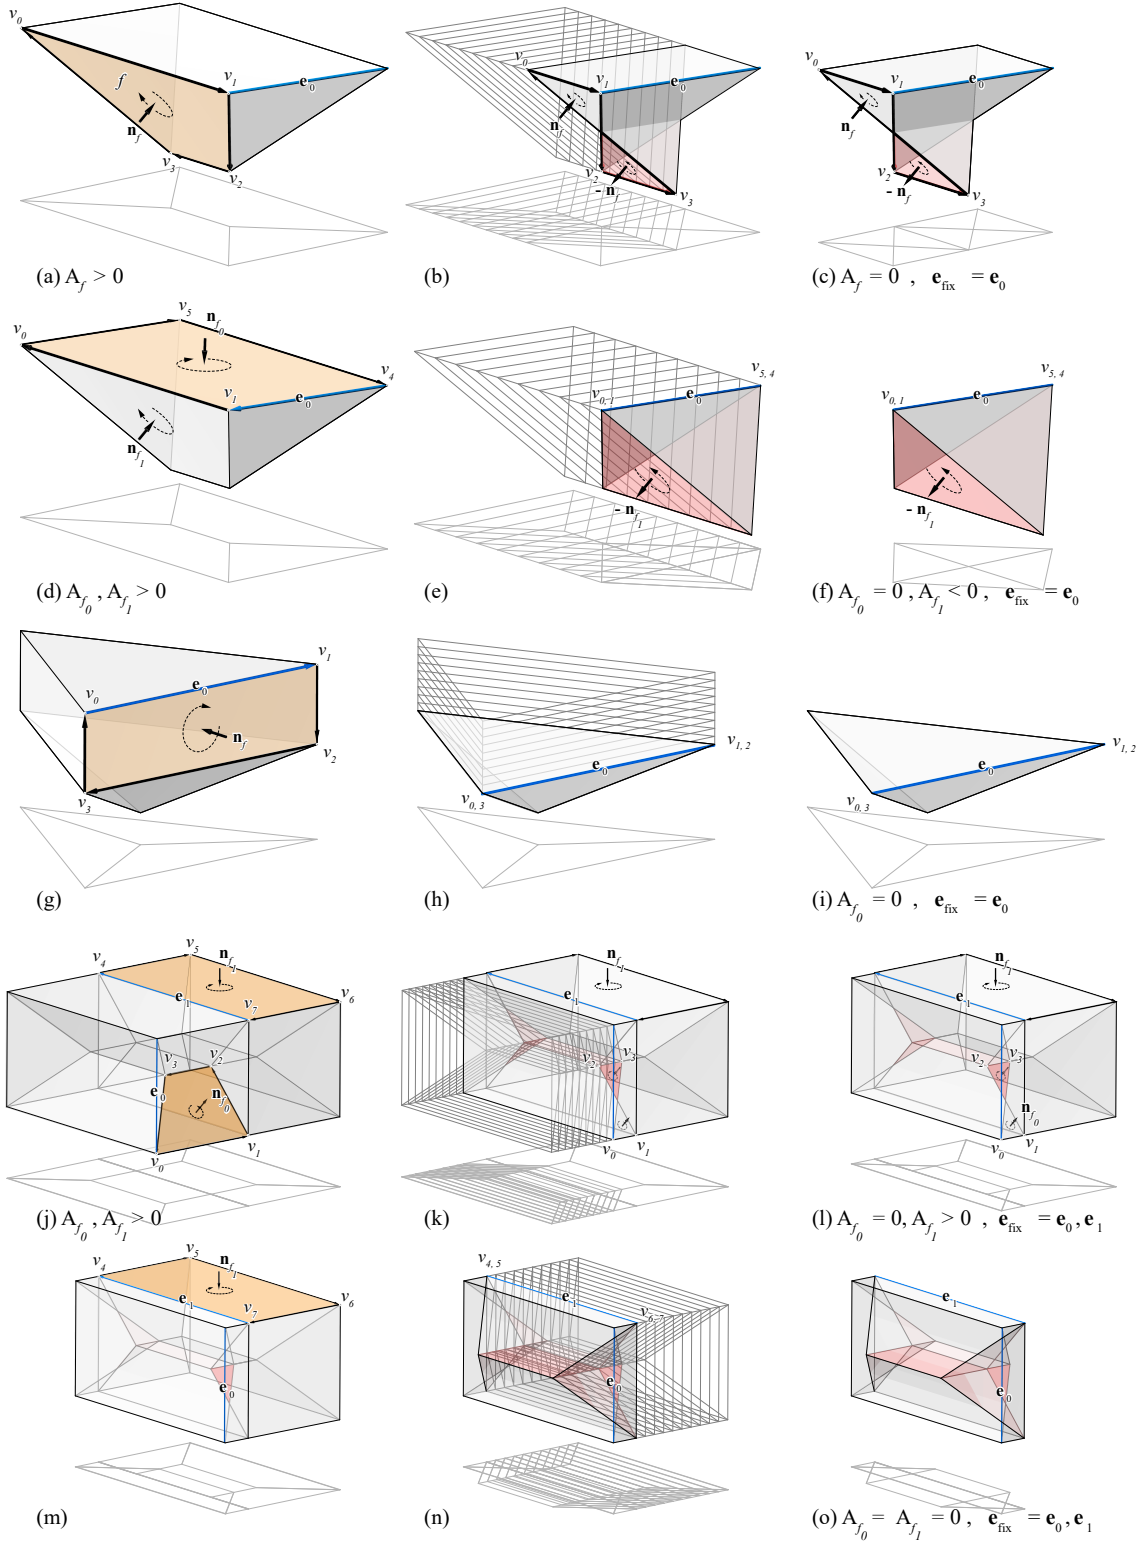 v0
f
v1
e0
nf
v3
v2
(a) Af > 0
v0
v1
e0
nf
v2
- nf
v3
(b)
v0
v1
e0
nf
v2
- nf
v3
(c) Af = 0 , efix = e0
v5
nf0
v0
v4
v1
e0
nf1
(d) Af0 , Af1 > 0
v5, 4
v0, 1
e0
- nf1
(e)
v5, 4
v0, 1
e0
- nf1
(f) Af0 = 0 , Af1 < 0 , efix = e0
v1
e0
v0
nf
v2
v3
(g)
v1, 2
e0
v0, 3
(h)
v1, 2
e0
v0, 3
(i) Af0 = 0 , efix = e0
v5
v4
nf1
e1
v7
v6
v3
v2
e0
nf0
v1
v0
(j) Af0 , Af1 > 0
nf1
e1
v2
v3
v0
v1
(k)
nf1
e1
v2
v3
nf0
v1
v0
(l) Af0 = 0, Af1 > 0 , efix = e0, e1
v5
v4
nf1
e1
v7
v6
e0
(m)
v4, 5
e1
v6, 7
e0
(n)
e1
e0
(o) Af0 = Af1 = 0 , efix = e0, e1